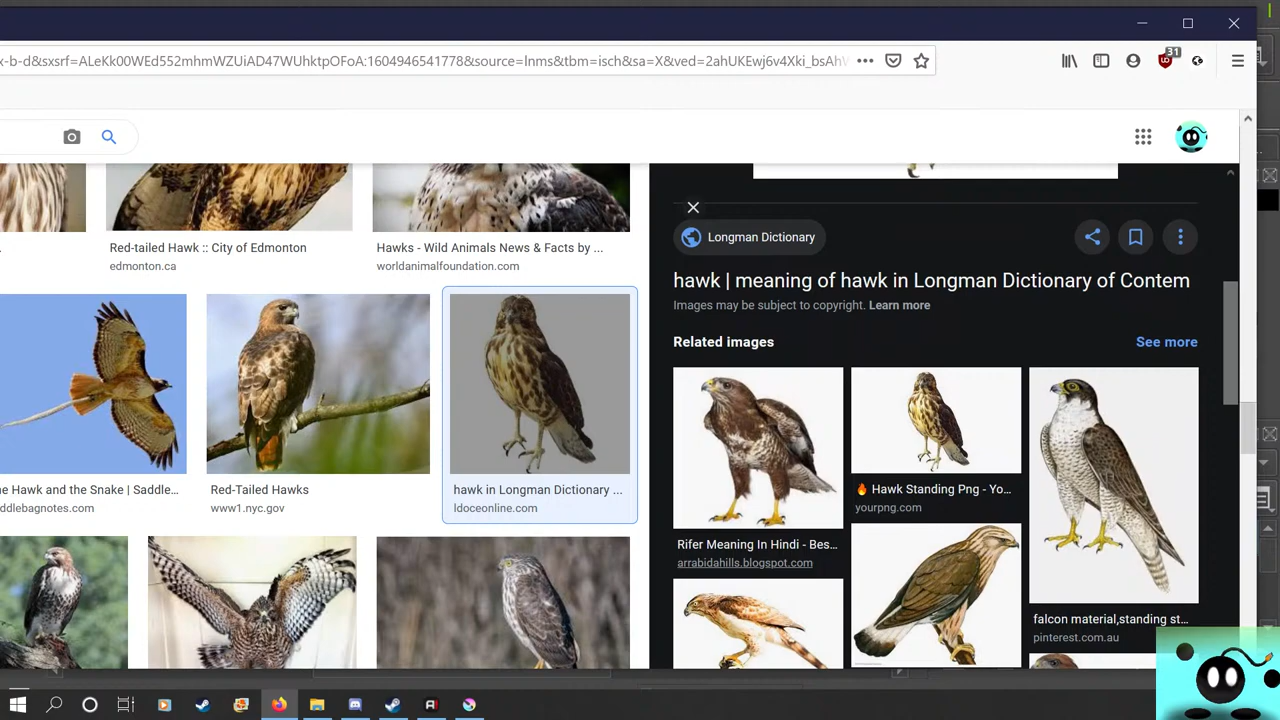 x-b-d&sxsrf=ALeKk00WEd552mhmWZUiAD47WUhktpOFoA:1604946541778&source=lnms&tbm=isch&sa=X&ved=2ahUKEwj6v4Xki_bsAhW
31
Red-tailed Hawk :: City of Edmonton
edmonton.ca
Hawks - Wild Animals News & Facts by ...
worldanimalfoundation.com
he Hawk and the Snake | Saddle...
ddlebagnotes.com
Red-Tailed Hawks
www1.nyc.gov
hawk in Longman Dictionary ...
ldoceonline.com
Longman Dictionary
hawk | meaning of hawk in Longman Dictionary of Contem
Images may be subject to copyright. Learn more
Related images
See more
Rifer Meaning In Hindi - Bes...
arrabidahills.blogspot.com
🔥 Hawk Standing Png - Yo...
yourpng.com
falcon material,standing st...
pinterest.com.au